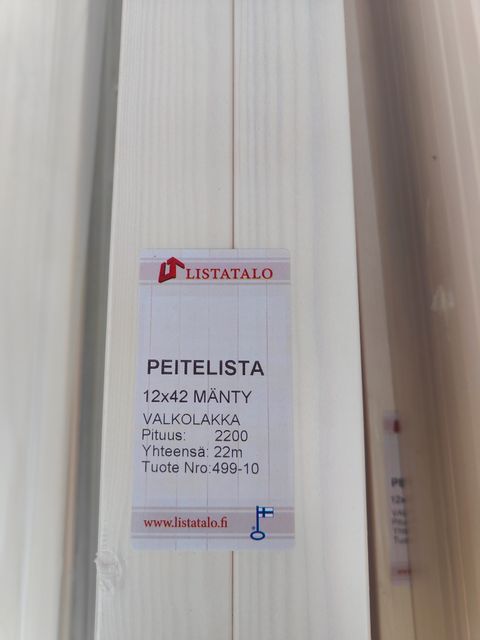 LISTATALO
PEITELISTA
12x42 MÄNTY
VALKOLAKKA
Pituus: 2200
Yhteensä: 22m
Tuote Nro:499-10
www.listatalo.fi